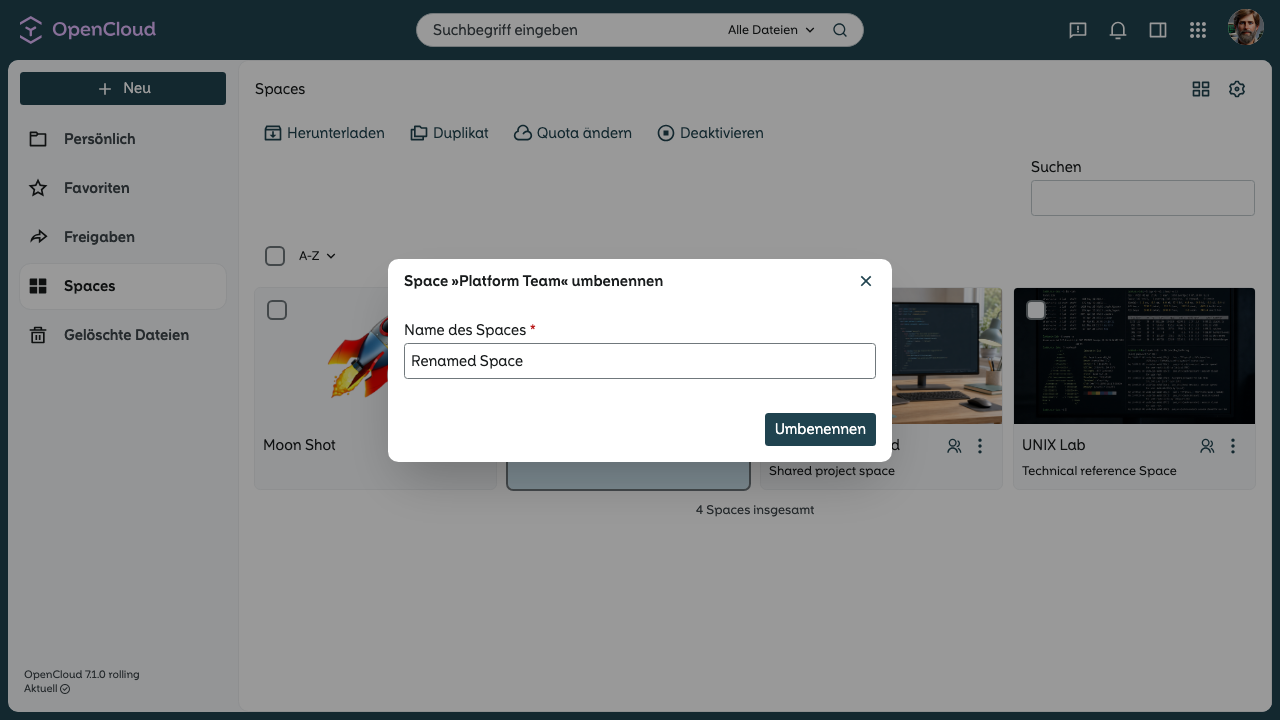 OpenCloud
Suchbegriff eingeben
Alle Dateien
Neu
Persönlich
Favoriten
Freigaben
Spaces
Gelöschte Dateien
Spaces
Herunterladen
Duplikat
Quota ändern
Deaktivieren
Suchen
A-Z
Space »Platform Team« umbenennen
Name des Spaces *
Renamed Space
Umbenennen
Moon Shot
d
Shared project space
UNIX Lab
Technical reference Space
4 Spaces insgesamt
OpenCloud 7.1.0 rolling
Aktuell